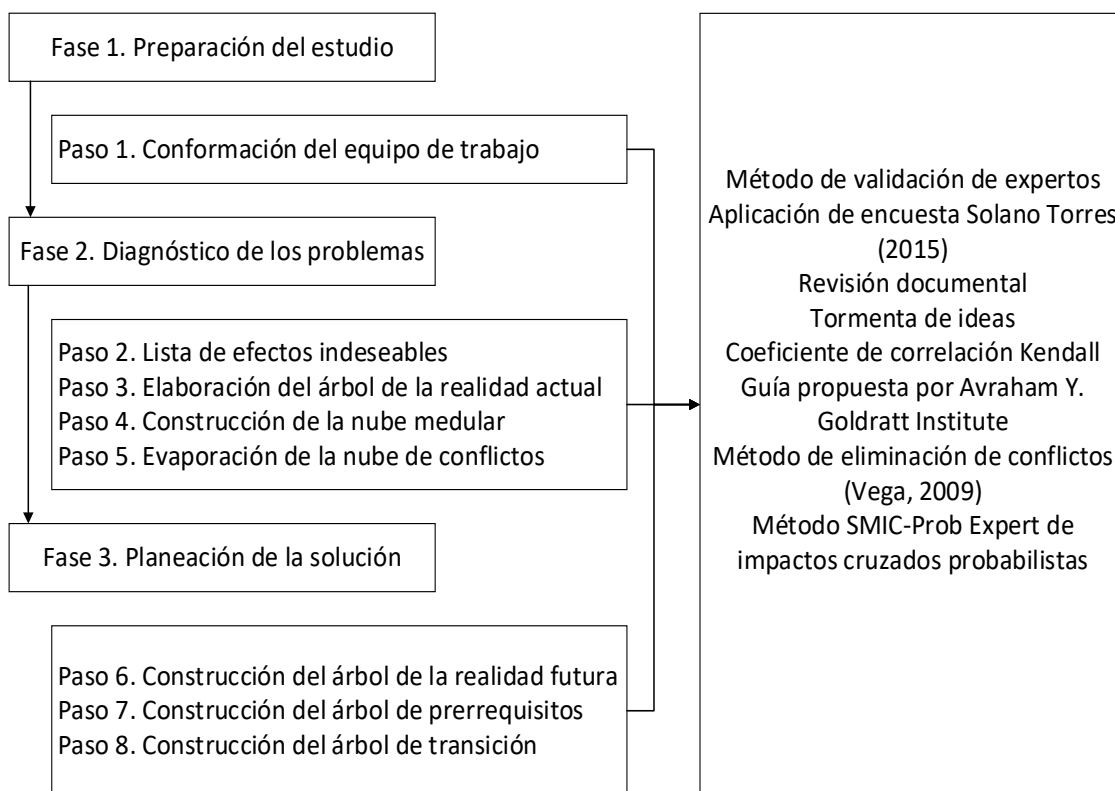 Fase 1. Preparación del estudio
Paso 1. Conformación del equipo de trabajo
Fase 2. Diagnóstico de los problemas
Paso 2. Lista de efectos indeseables
Paso 3. Elaboración del árbol de la realidad actual
Paso 4. Construcción de la nube medular
Paso 5. Evaporación de la nube de conflictos
Fase 3. Planeación de la solución
Paso 6. Construcción del árbol de la realidad futura
Paso 7. Construcción del árbol de prerrequisitos
Paso 8. Construcción del árbol de transición
Método de validación de expertos
Aplicación de encuesta Solano Torres
(2015)
Revisión documental
Tormenta de ideas
Coeficiente de correlación Kendall
Guía propuesta por Avraham Y.
Goldratt Institute
Método de eliminación de conflictos
(Vega, 2009)
Método SMIC-Prob Expert de
impactos cruzados probabilistas